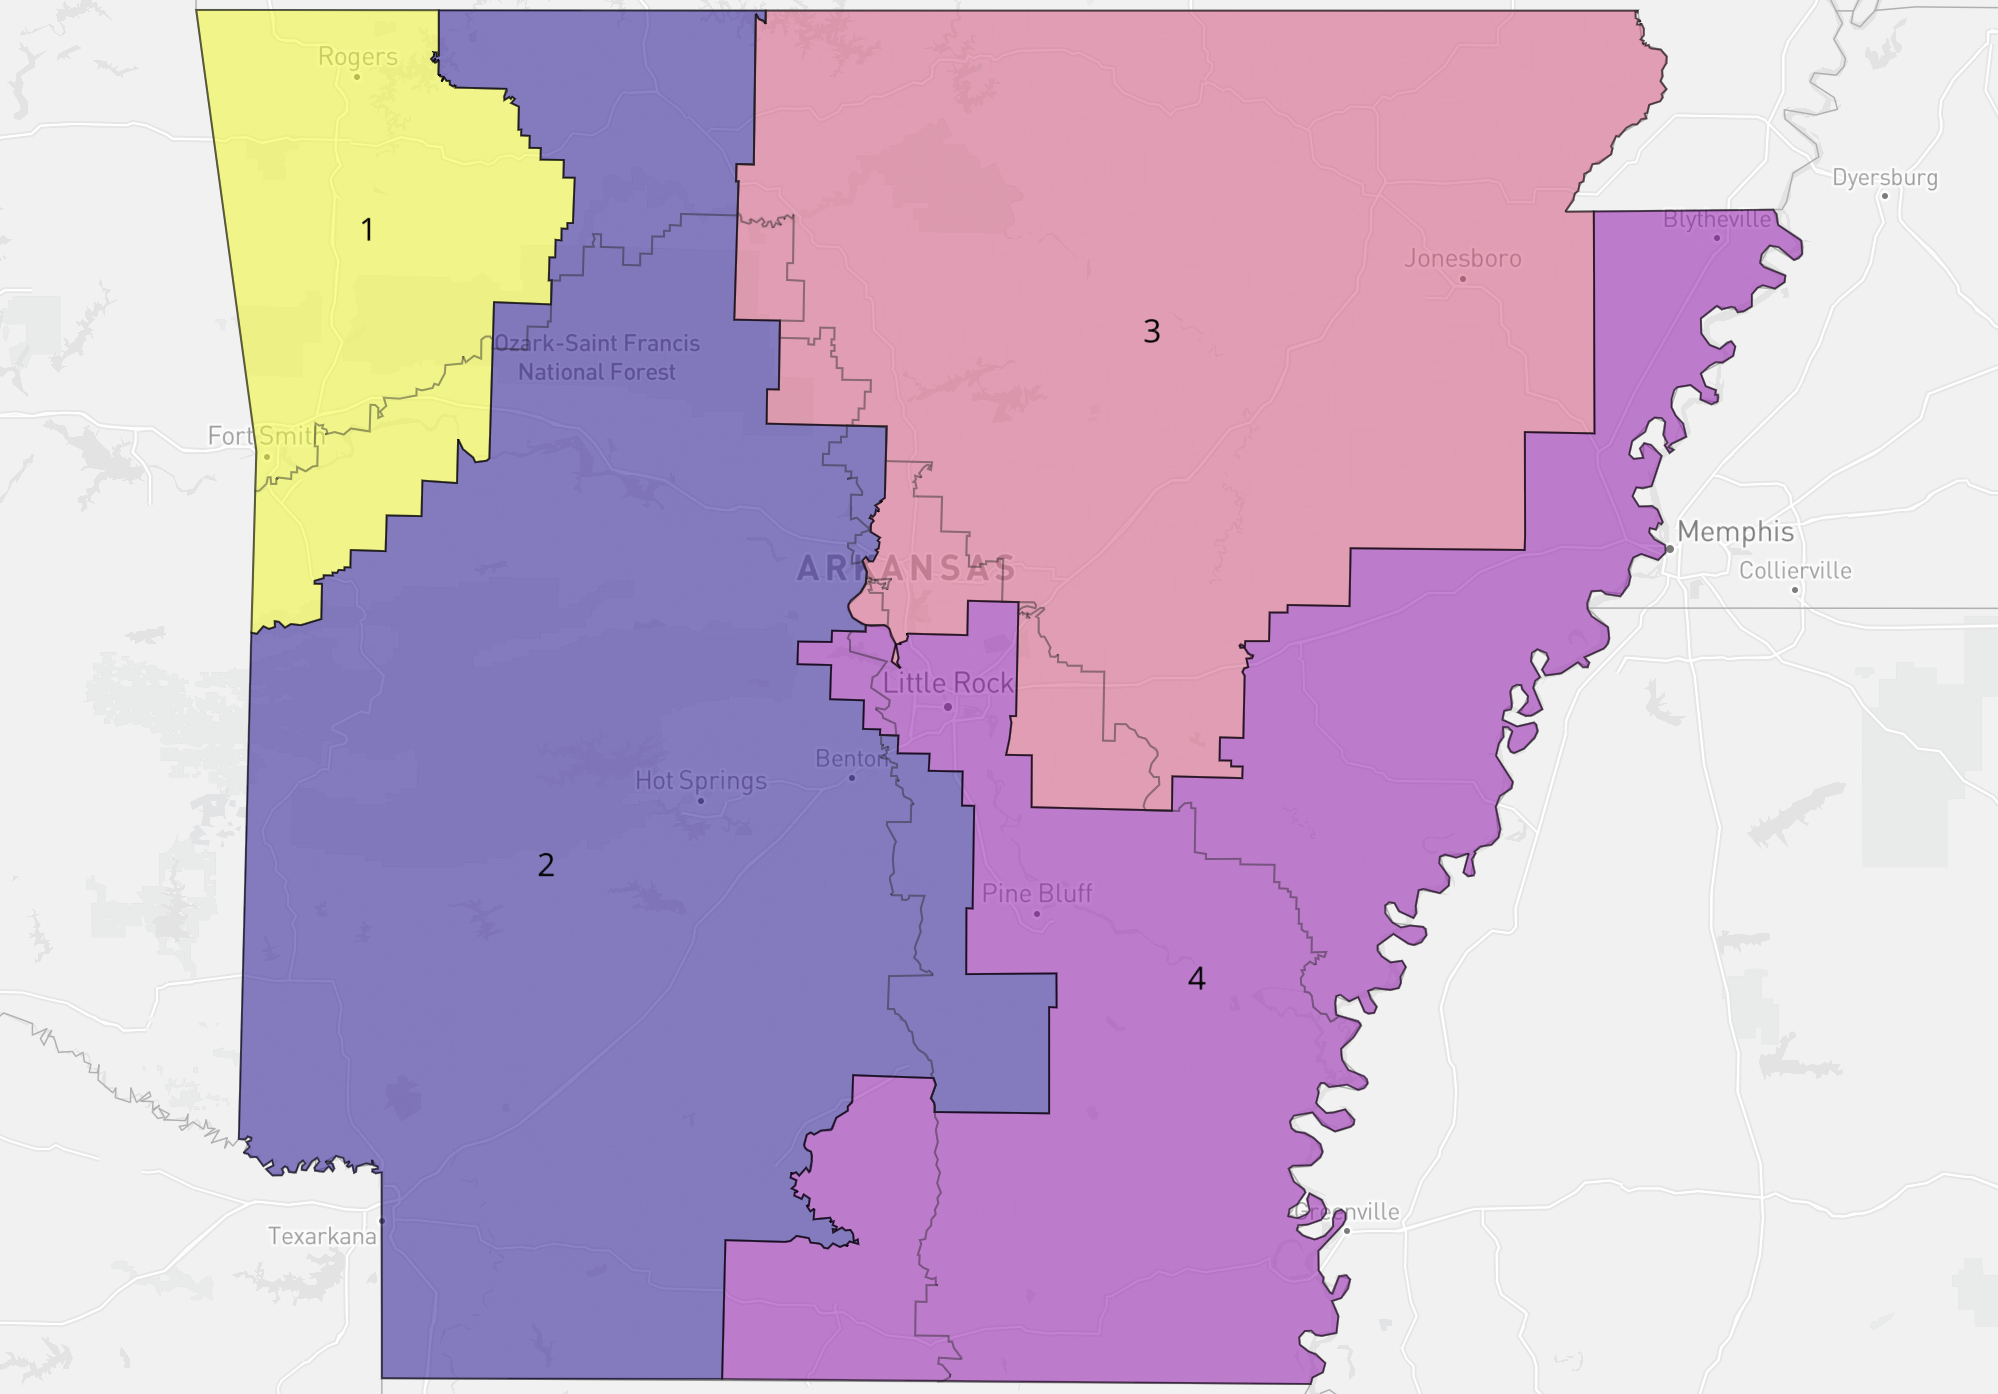 Rogers
Dyersburg
Blytheville
1
Jonesboro
3
Ozark-Saint Francis
National Forest
Fort Smith
Memphis
ARKANSAS
Collierville
Little Rock
Benton
Hot Springs
2
Pine Bluff
4
Greenville
Texarkana